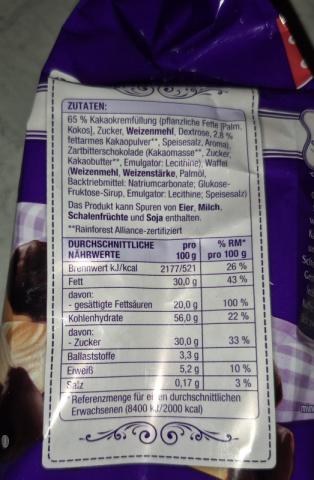 ZUTATEN:
65 % Kakaokremfüllung (pflanzliche Fette [Palm,
Kokos], Zucker, Weizenmehl, Dextrose, 2,8 %
fettarmes Kakaopulver**, Speisesalz, Aroma),
Zartbitterschokolade (Kakaomasse**, Zucker,
Kakaobutter**, Emulgator: Lecithine), Waffel
(Weizenmehl, Weizenstärke, Palmöl,
Backtriebmittel: Natriumcarbonate; Glukose-
Fruktose-Sirup, Emulgator: Lecithine; Speisesalz)
Das Produkt kann Spuren von Eier, Milch,
Schalenfrüchte und Soja enthalten.
**Rainforest Alliance-zertifiziert
DURCHSCHNITTLICHE pro % RM*
NÄHRWERTE 100 g pro 100 g
Brennwert kJ/kcal 2177/521 26 %
Fett 30,0 g 43 %
davon:
- gesättigte Fettsäuren 20,0 g 100 %
Kohlenhydrate 56,0 g 22 %
davon:
- Zucker 30,0 g 33 %
Ballaststoffe 3,3 g
Eiweiß 5,2 g 10 %
Salz 0,17 g 3 %
*Referenzmenge für einen durchschnittlichen
Erwachsenen (8400 kJ/2000 kcal)